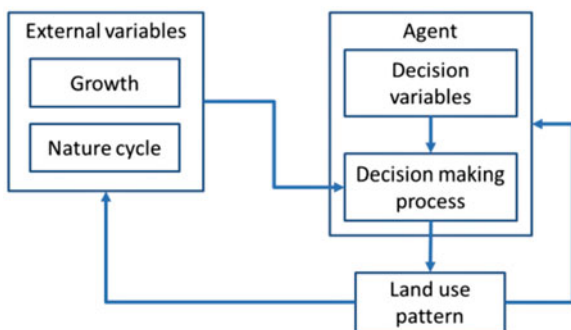 External variables
Growth
Nature cycle
Agent
Decision
variables
Decision making
process
Land use
pattern